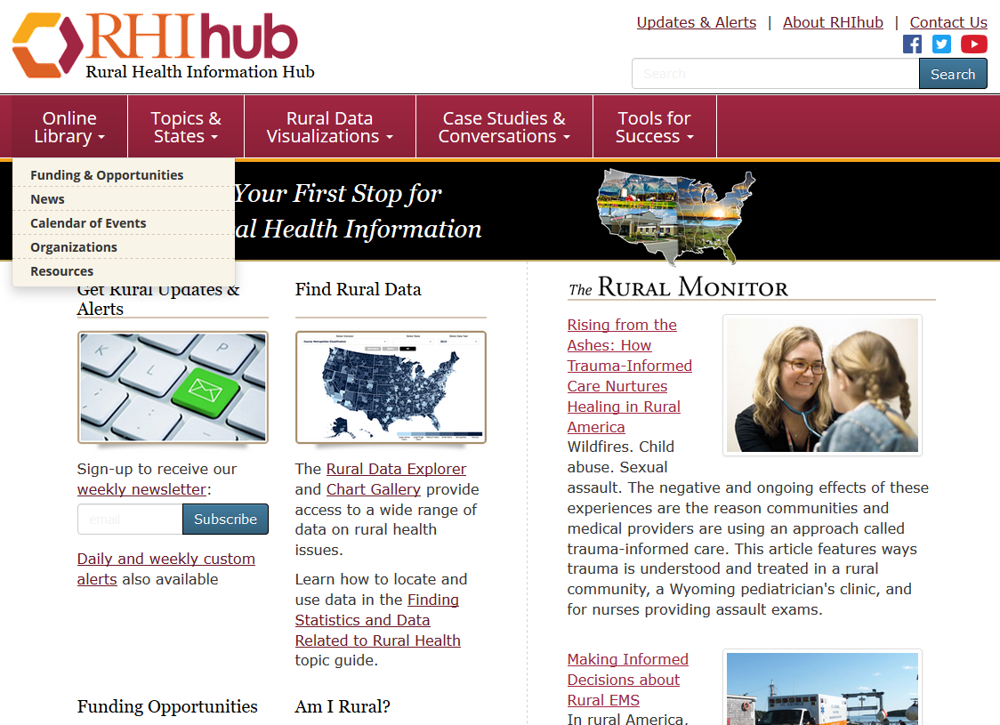 RHIhub
Rural Health Information Hub
Updates & Alerts | About RHIhub | Contact Us
Search
Search
Online
Library
Topics &
States
Rural Data
Visualizations
Case Studies &
Conversations
Tools for
Success
Funding & Opportunities
News
Calendar of Events
Organizations
Resources
Your First Stop for
al Health Information
Get Rural Updates &
Alerts
K
P
L
Sign-up to receive our
weekly newsletter:
email
Subscribe
Daily and weekly custom
alerts also available
Funding Opportunities
Find Rural Data
County Metropolitan Classification
The Rural Data Explorer
and Chart Gallery provide
access to a wide range of
data on rural health
issues.
Learn how to locate and
use data in the Finding
Statistics and Data
Related to Rural Health
topic guide.
Am I Rural?
The Rural Monitor
Rising from the
Ashes: How
Trauma-Informed
Care Nurtures
Healing in Rural
America
Wildfires. Child
abuse. Sexual
assault. The negative and ongoing effects of these
experiences are the reason communities and
medical providers are using an approach called
trauma-informed care. This article features ways
trauma is understood and treated in a rural
community, a Wyoming pediatrician's clinic, and
for nurses providing assault exams.
Making Informed
Decisions about
Rural EMS
In rural America,